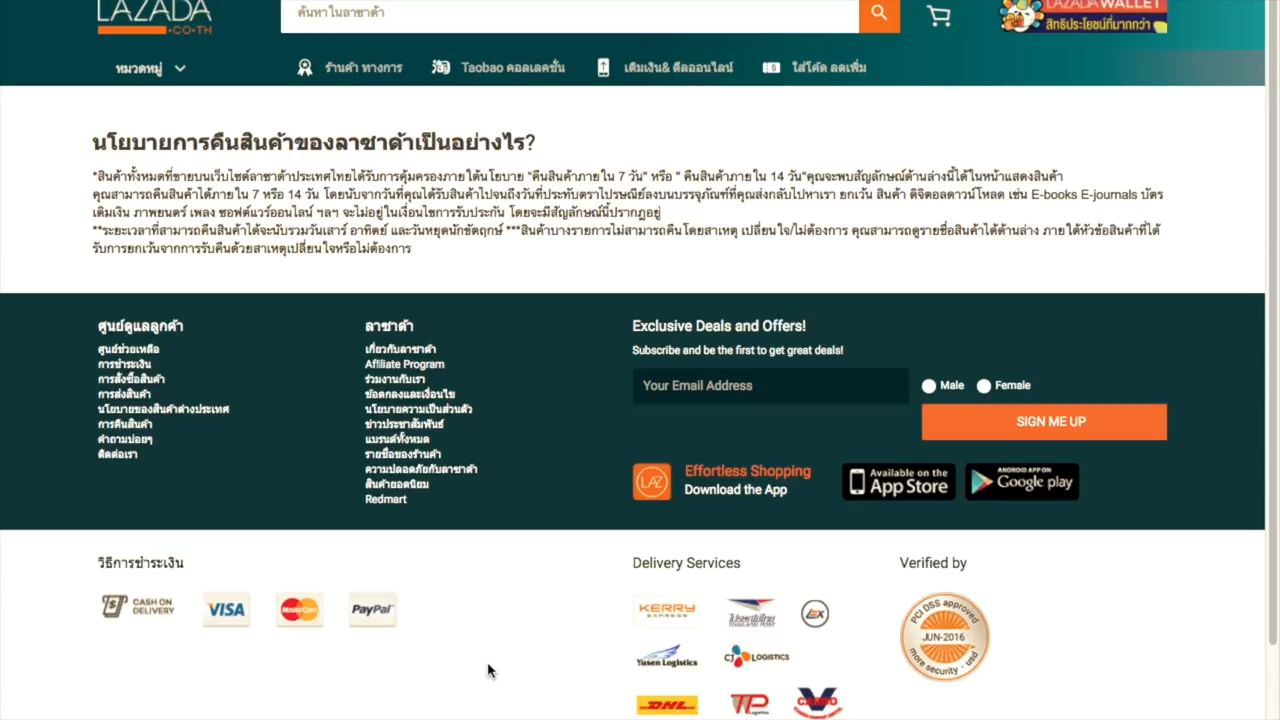 LAZADA
.CO.TH
ค้นหาในลาซาด้า
LAZADA WALLET
สิทธิประโยชน์ที่มากกว่า
หมวดหมู่
ร้านค้า ทางการ
Taobao คอลเลคชั่น
เติมเงิน& ดีลออนไลน์
ใส่โค้ด ลดเพิ่ม
นโยบายการคืนสินค้าของลาซาด้าเป็นอย่างไร?
*สินค้าทั้งหมดที่ขายบนเว็บไซต์ลาซาด้าประเทศไทยได้รับการคุ้มครองภายใต้นโยบาย "คืนสินค้าภายใน 7 วัน" หรือ " คืนสินค้าภายใน 14 วัน"คุณจะพบสัญลักษณ์ด้านล่างนี้ได้ในหน้าแสดงสินค้า
คุณสามารถคืนสินค้าได้ภายใน 7 หรือ 14 วัน โดยนับจากวันที่คุณได้รับสินค้าไปจนถึงวันที่ประทับตราไปรษณีย์ลงบนบรรจุภัณฑ์ที่คุณส่งกลับไปหาเรา ยกเว้น สินค้า ดิจิตอลดาวน์โหลด เช่น E-books E-journals บัตร
เติมเงิน ภาพยนตร์ เพลง ซอฟต์แวร์ออนไลน์ ฯลฯ จะไม่อยู่ในเงื่อนไขการรับประกัน โดยจะมีสัญลักษณ์นี้ปรากฏอยู่
**ระยะเวลาที่สามารถคืนสินค้าได้จะนับรวมวันเสาร์ อาทิตย์ และวันหยุดนักขัตฤกษ์ ***สินค้าบางรายการไม่สามารถคืนโดยสาเหตุ เปลี่ยนใจ/ไม่ต้องการ คุณสามารถดูรายชื่อสินค้าได้ด้านล่าง ภายใต้หัวข้อสินค้าที่ได้
รับการยกเว้นจากการรับคืนด้วยสาเหตุเปลี่ยนใจหรือไม่ต้องการ
ศูนย์ดูแลลูกค้า
ศูนย์ช่วยเหลือ
การชำระเงิน
การสั่งซื้อสินค้า
การส่งสินค้า
นโยบายของสินค้าต่างประเทศ
การคืนสินค้า
คำถามบ่อยๆ
ติดต่อเรา
ลาซาด้า
เกี่ยวกับลาซาด้า
Affiliate Program
ร่วมงานกับเรา
ข้อตกลงและเงื่อนไข
นโยบายความเป็นส่วนตัว
ข่าวประชาสัมพันธ์
แบรนด์ทั้งหมด
รายชื่อของร้านค้า
ความปลอดภัยกับลาซาด้า
สินค้ายอดนิยม
Redmart
Exclusive Deals and Offers!
Subscribe and be the first to get great deals!
Your Email Address
Male
Female
SIGN ME UP
LAZ
Effortless Shopping
Download the App
Available on the
App Store
ANDROID APP ON
Google play
วิธีการชำระเงิน
CASH ON
DELIVERY
VISA
MasterCard
PayPal
Delivery Services
KERRY
EXPRESS
ไปรษณีย์ไทย
THAILAND POST
LEX
Yusen Logistics
CJ LOGISTICS
DHL
TP
Logistics
Verified by
PCI DSS approved
JUN-2016
more security · usd